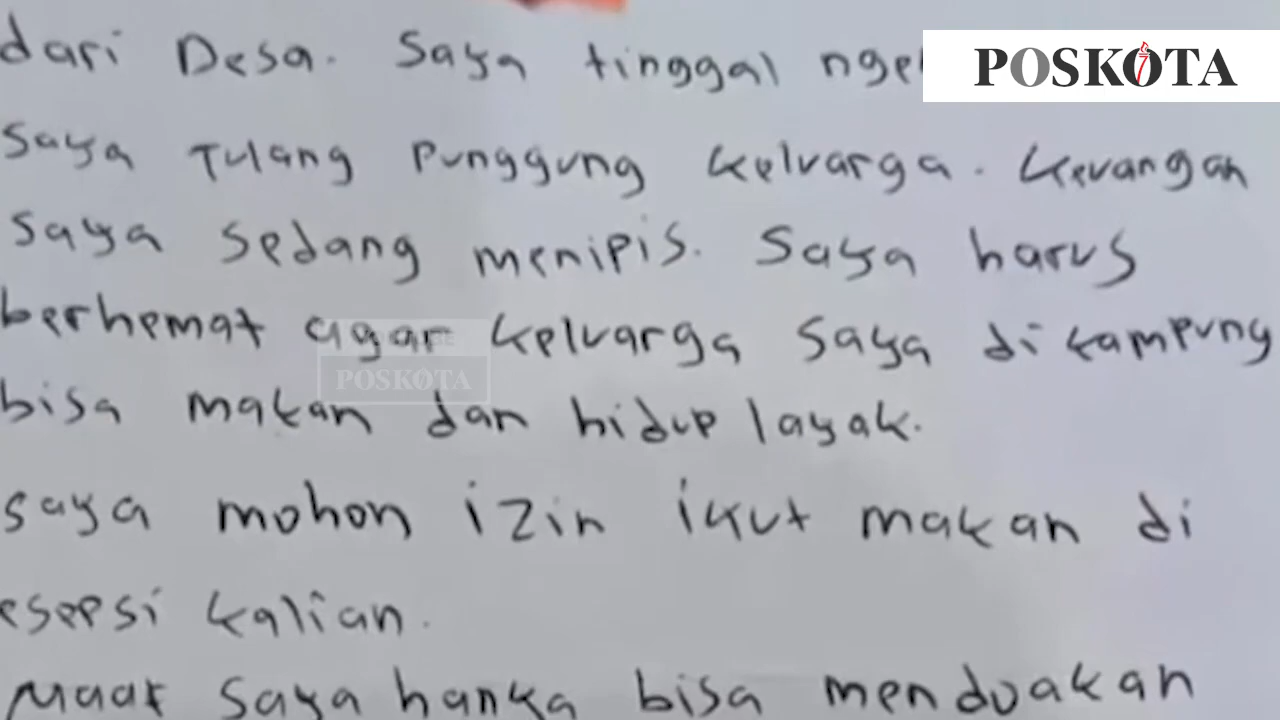 dari Desa. Saya tinggal
POSKOTA
Saya Tulang Punggung keluarga. keuangan
saya sedang menipis. Saya harus
berhemat agar keluarga saya di kampung
POSKOTA
bisa makan dan hidup layak.
saya mohon izin ikut makan di
esepsi kalian.
Maaf saya hanya bisa menduakan